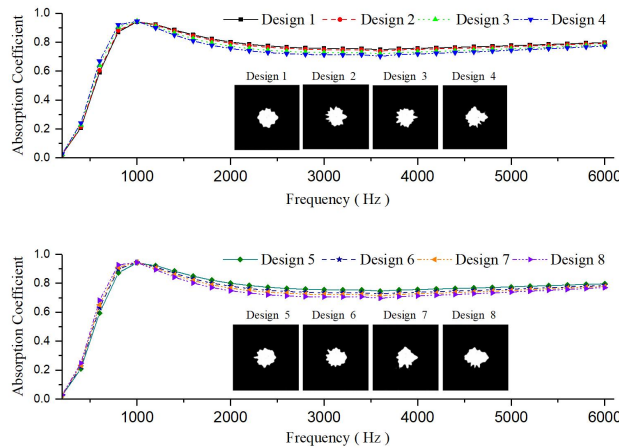 Design 1 Design 2 Design 3 Design 4
1.0
0.8
0.6
0.4
0.2
0.0
Absorption Coefficient
Design 1 Design 2 Design 3 Design 4
1000 2000 3000 4000 5000 6000
Frequency ( Hz )
Design 5 Design 6 Design 7 Design 8
1.0
0.8
0.6
0.4
0.2
0.0
Absorption Coefficient
Design 5 Design 6 Design 7 Design 8
1000 2000 3000 4000 5000 6000
Frequency ( Hz )